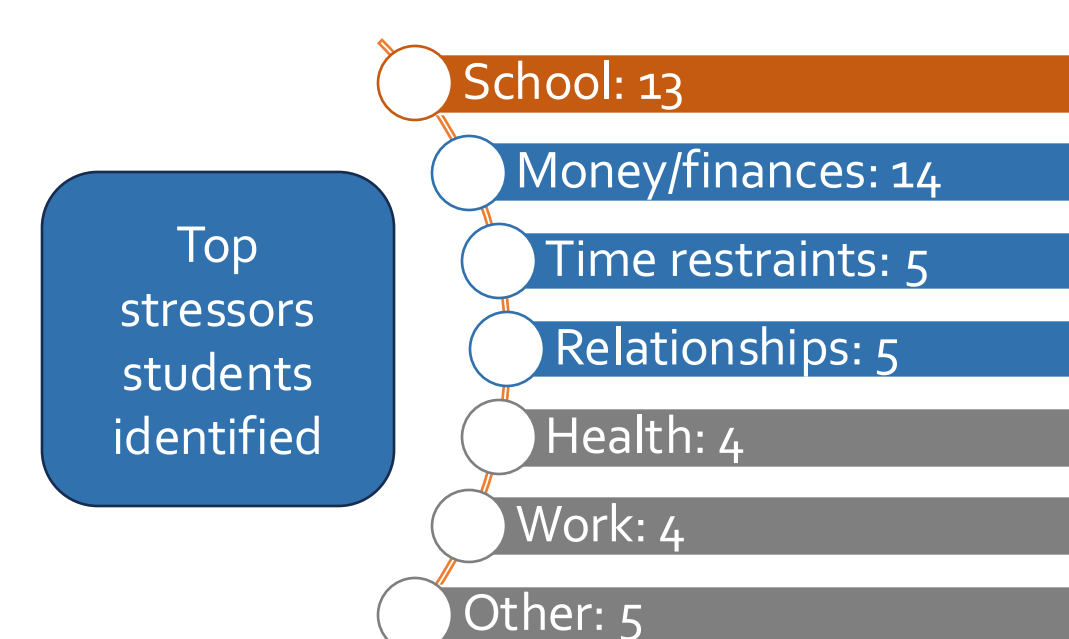 Top
stressors
students
identified
School: 13
Money/finances: 14
Time restraints: 5
Relationships: 5
Health: 4
Work: 4
Other: 5